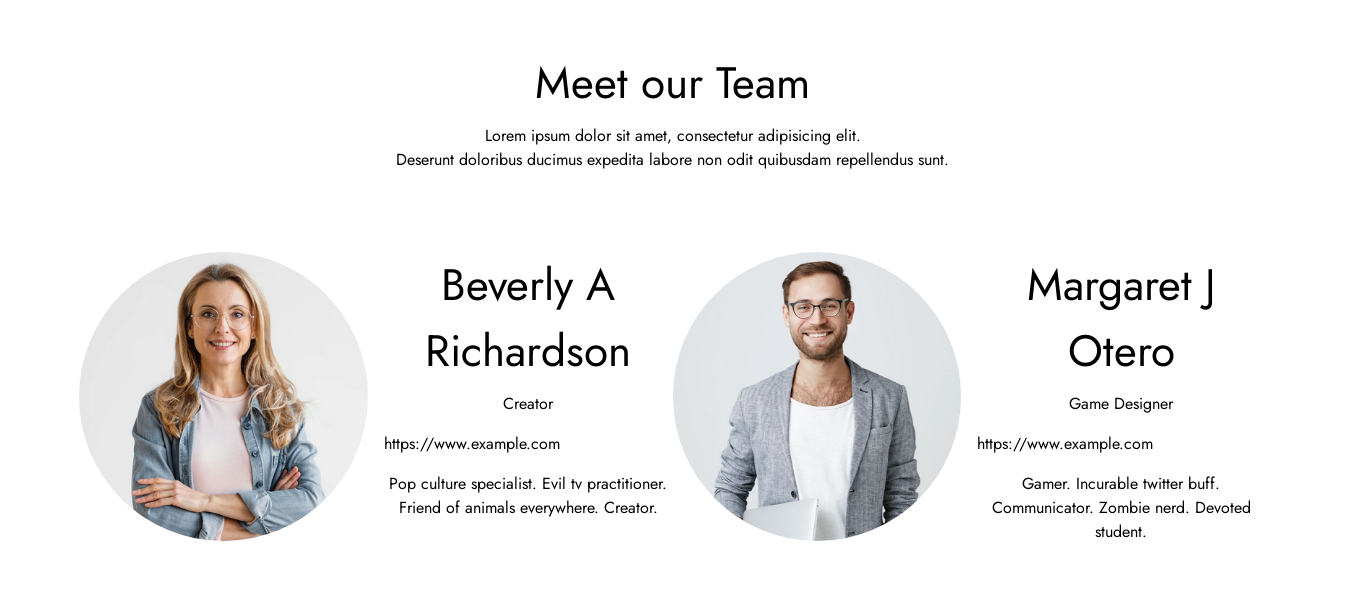 Meet our Team
Lorem ipsum dolor sit amet, consectetur adipisicing elit.
Deserunt doloribus ducimus expedita labore non odit quibusdam repellendus sunt.
Beverly A
Richardson
Creator
https://www.example.com
Pop culture specialist. Evil tv practitioner.
Friend of animals everywhere. Creator.
Margaret J
Otero
Game Designer
https://www.example.com
Gamer. Incurable twitter buff.
Communicator. Zombie nerd. Devoted
student.